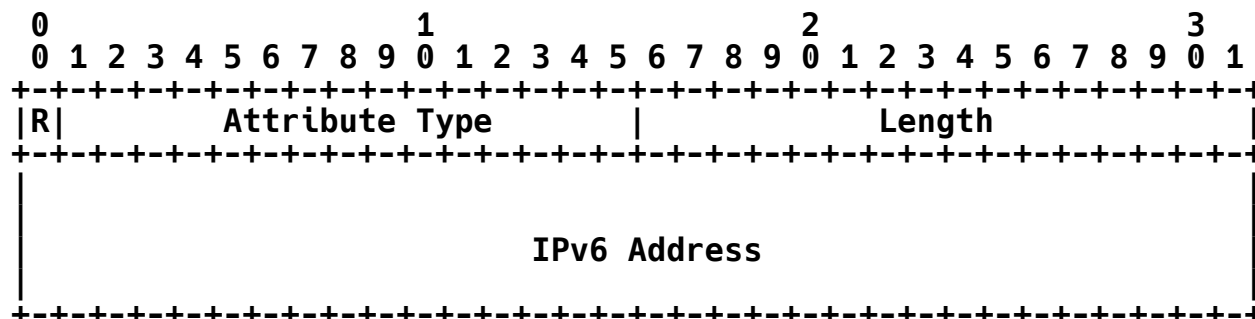 0                   1                   2                   3
 0 1 2 3 4 5 6 7 8 9 0 1 2 3 4 5 6 7 8 9 0 1 2 3 4 5 6 7 8 9 0 1
+-+-+-+-+-+-+-+-+-+-+-+-+-+-+-+-+-+-+-+-+-+-+-+-+-+-+-+-+-+-+-+-+
|R|        Attribute Type       |            Length             |
+-+-+-+-+-+-+-+-+-+-+-+-+-+-+-+-+-+-+-+-+-+-+-+-+-+-+-+-+-+-+-+-+
|                                                               |
|                                                               |
|                          IPv6 Address                         |
|                                                               |
+-+-+-+-+-+-+-+-+-+-+-+-+-+-+-+-+-+-+-+-+-+-+-+-+-+-+-+-+-+-+-+-+